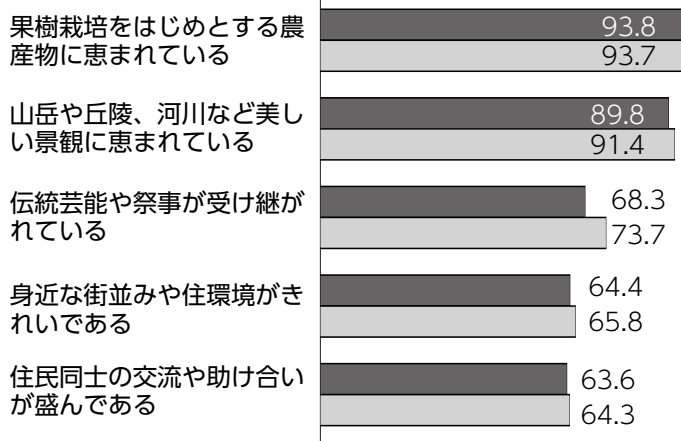 果樹栽培をはじめとする農
産物に恵まれている
93.8
93.7
山岳や丘陵、河川など美し
い景観に恵まれている
89.8
91.4
伝統芸能や祭事が受け継が
れている
68.3
73.7
身近な街並みや住環境がき
れいである
64.4
65.8
住民同士の交流や助け合い
が盛んである
63.6
64.3